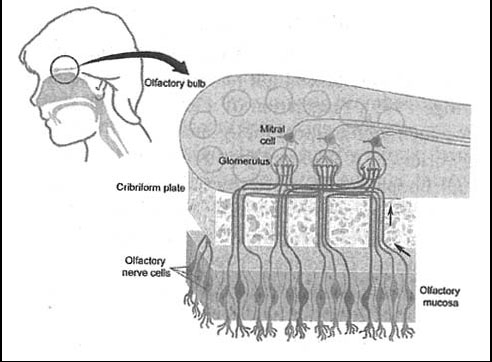 Olfactory bulb
Mitral
cell
Glomerulus
Cribriform plate
Olfactory
nerve cells
Olfactory
mucosa